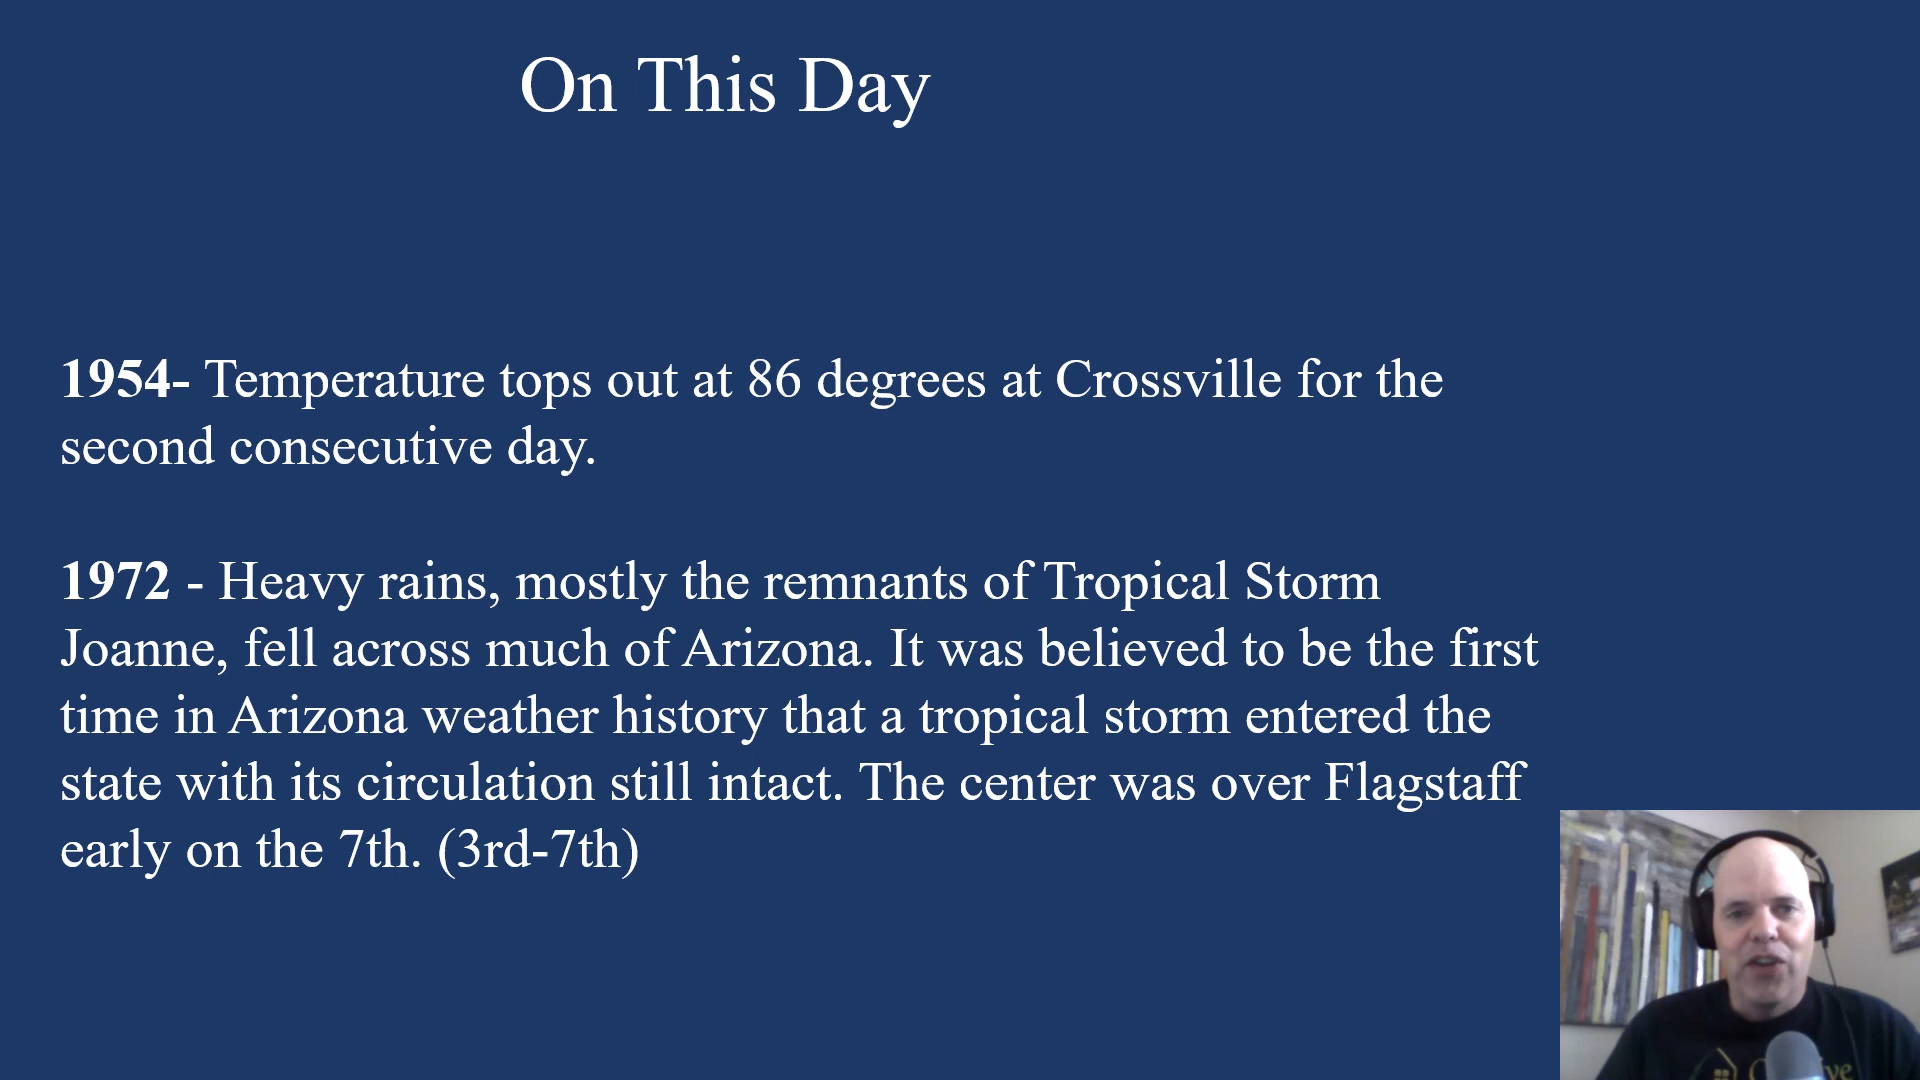 On This Day
1954- Temperature tops out at 86 degrees at Crossville for the
second consecutive day.
1972 - Heavy rains, mostly the remnants of Tropical Storm
Joanne, fell across much of Arizona. It was believed to be the first
time in Arizona weather history that a tropical storm entered the
state with its circulation still intact. The center was over Flagstaff
early on the 7th. (3rd-7th)